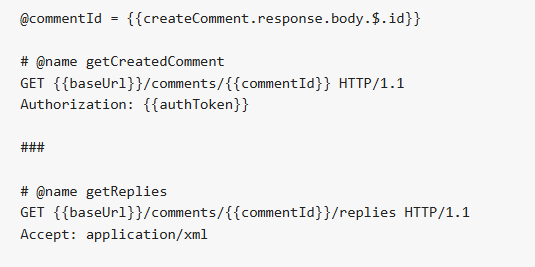 @commentId = {{createComment.response.body.$.id}}
# @name getCreatedComment
GET {{baseUrl}}/comments/{{commentId}} HTTP/1.1
Authorization: {{authToken}}
###
# @name getReplies
GET {{baseUrl}}/comments/{{commentId}}/replies HTTP/1.1
Accept: application/xml